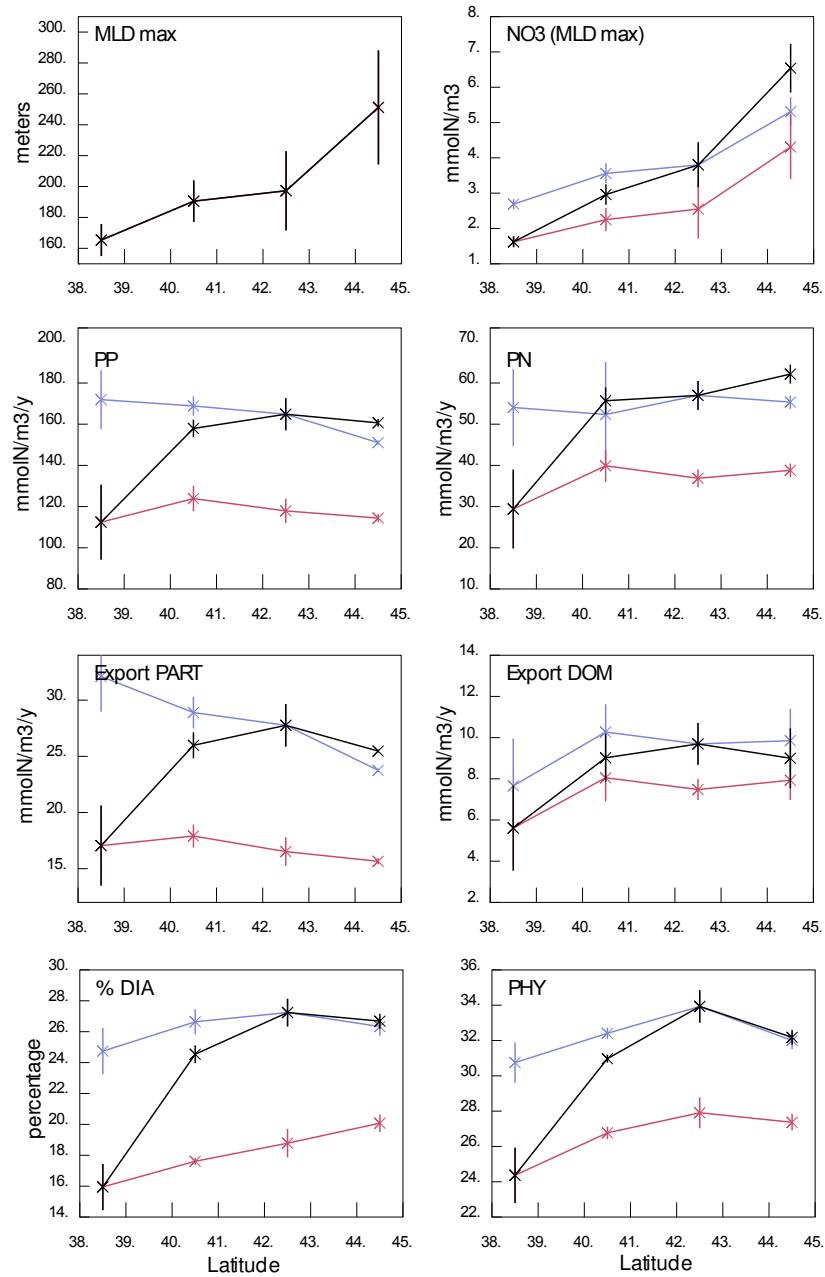 MLD max
300.
280.
260.
240.
220.
200.
180.
160.
meters
38. 39. 40. 41. 42. 43. 44. 45.
NO3 (MLD max)
8.
7.
6.
5.
4.
3.
2.
1.
mmolN/m3
38. 39. 40. 41. 42. 43. 44. 45.
PP
200.
180.
160.
140.
120.
100.
80.
mmolN/m3/y
38. 39. 40. 41. 42. 43. 44. 45.
PN
70.
60.
50.
40.
30.
20.
10.
mmolN/m3/y
38. 39. 40. 41. 42. 43. 44. 45.
Export PART
30.
25.
20.
15.
mmolN/m3/y
38. 39. 40. 41. 42. 43. 44. 45.
Export DOM
14.
12.
10.
8.
6.
4.
2.
mmolN/m3/y
38. 39. 40. 41. 42. 43. 44. 45.
% DIA
30.
28.
26.
24.
22.
20.
18.
16.
14.
percentage
38. 39. 40. 41. 42. 43. 44. 45.
Latitude
PHY
36.
34.
32.
30.
28.
26.
24.
22.
38. 39. 40. 41. 42. 43. 44. 45.
Latitude